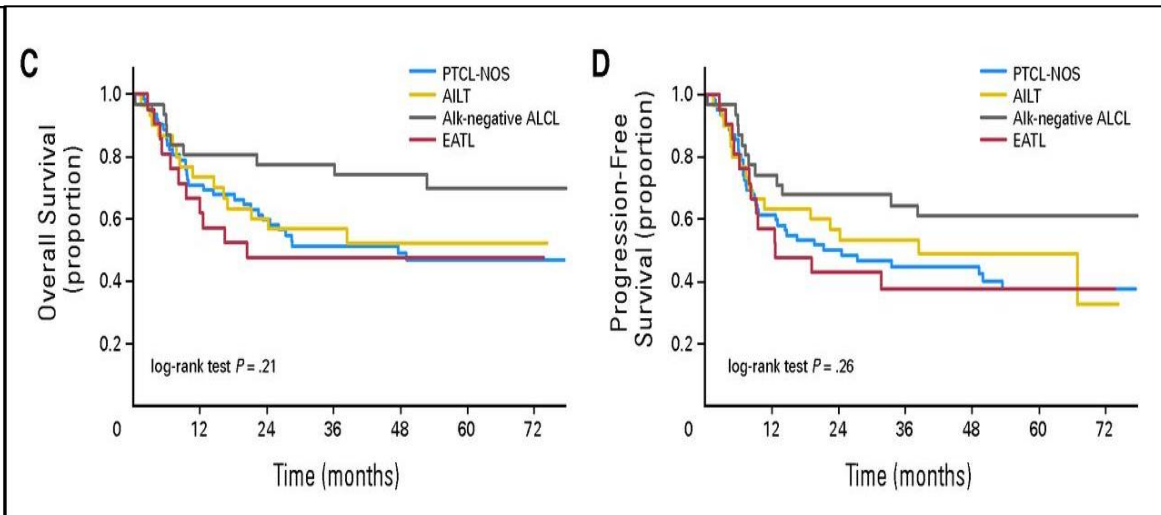 C
PTCL-NOS
AILT
Alk-negative ALCL
EATL
Overall Survival
(proportion)
1.0
0.8
0.6
0.4
0.2
log-rank test P = .21
0 12 24 36 48 60 72
Time (months)
D
PTCL-NOS
AILT
Alk-negative ALCL
EATL
Progression-Free
Survival (proportion)
1.0
0.8
0.6
0.4
0.2
log-rank test P = .26
0 12 24 36 48 60 72
Time (months)